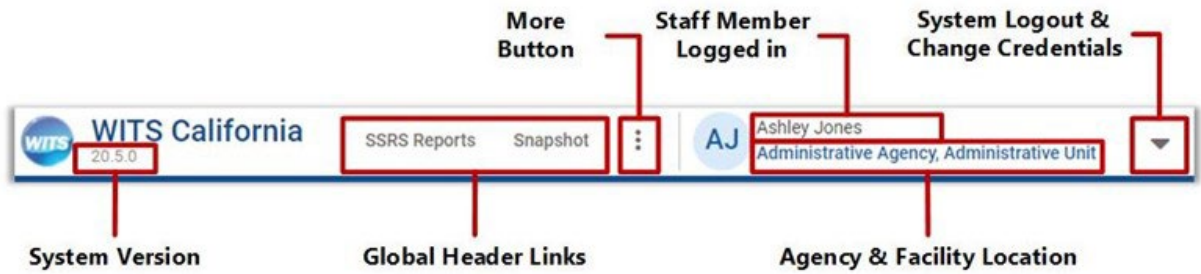 More
Button
Staff Member
Logged in
System Logout &
Change Credentials
WITS
WITS California
20.5.0
SSRS Reports Snapshot
AJ
Ashley Jones
Administrative Agency, Administrative Unit
System Version
Global Header Links
Agency & Facility Location